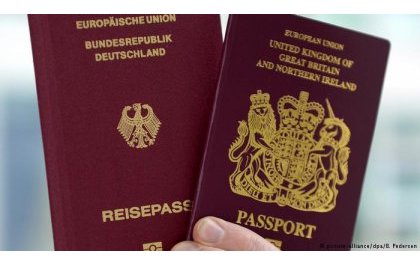 EUROPÄISCHE UNION
BUNDESREPUBLIK
DEUTSCHLAND
REISEPASS
EUROPEAN UNION
UNITED KINGDOM OF
GREAT BRITAIN
AND NORTHERN IRELAND
PASSPORT
© picture-alliance/dpa/B. Pedersen